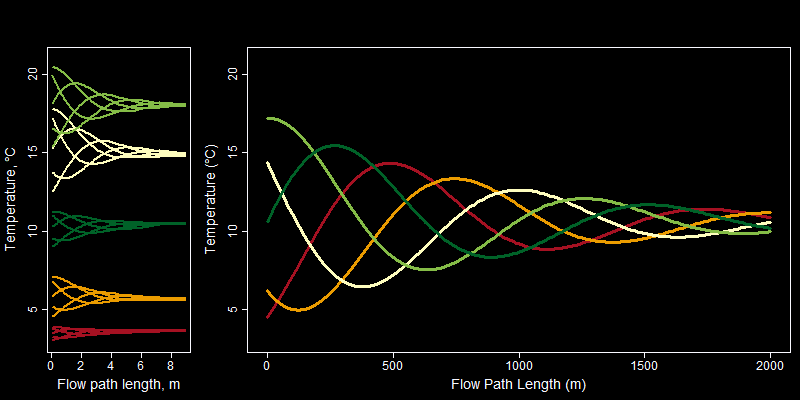 Temperature, °C
20
15
10
5
0 2 4 6 8
Flow path length, m
Temperature (°C)
20
15
10
5
0 500 1000 1500 2000
Flow Path Length (m)